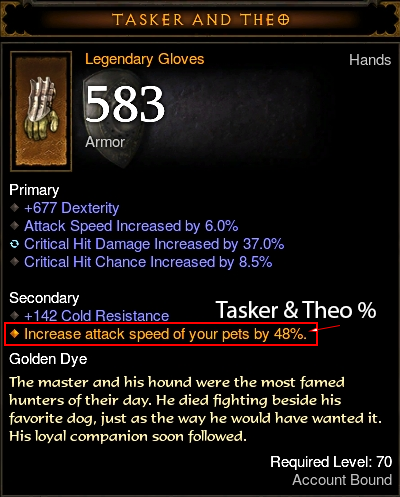 TASKER AND THEO
Legendary Gloves Hands
583
Armor
Primary
+677 Dexterity
Attack Speed Increased by 6.0%
Critical Hit Damage Increased by 37.0%
Critical Hit Chance Increased by 8.5%
Secondary
+142 Cold Resistance
Tasker & Theo %
Increase attack speed of your pets by 48%.
Golden Dye
The master and his hound were the most famed
hunters of their day. He died fighting beside his
favorite dog, just as the way he would have wanted it.
His loyal companion soon followed.
Required Level: 70
Account Bound